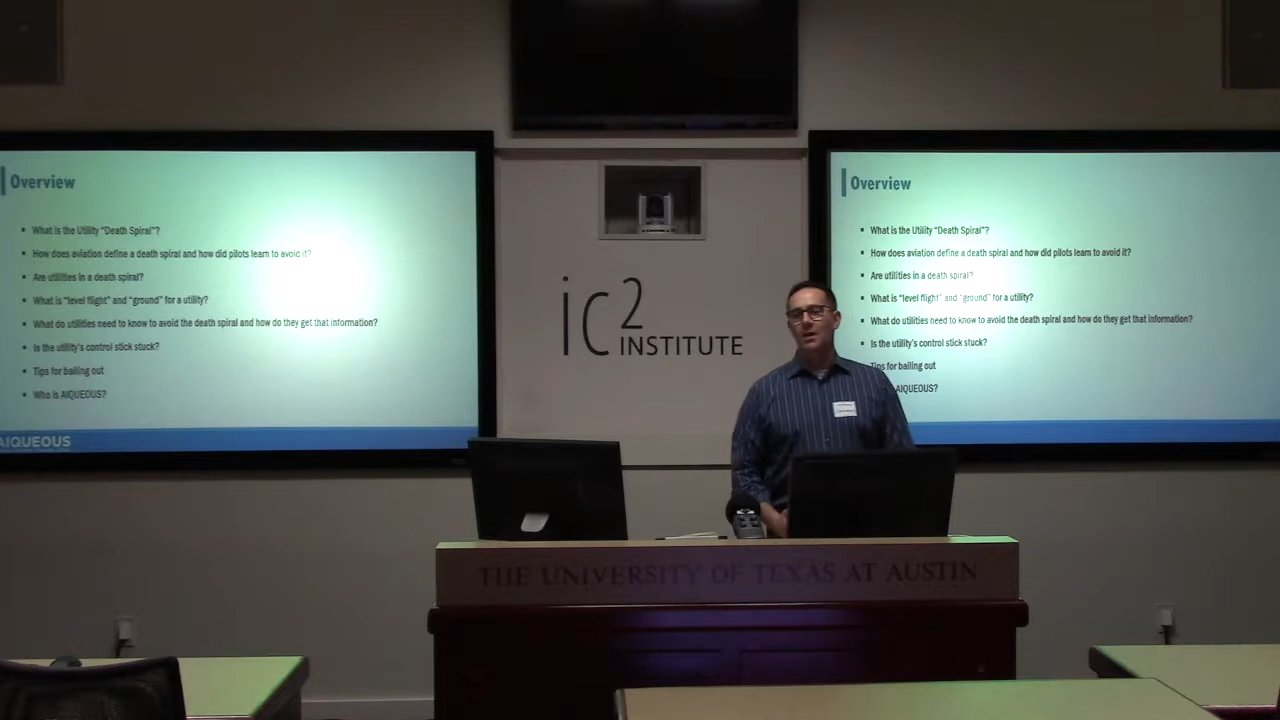 Overview
▪ What is the Utility “Death Spiral”?
▪ How does aviation define a death spiral and how did pilots learn to avoid it?
▪ Are utilities in a death spiral?
▪ What is “level flight” and “ground” for a utility?
▪ What do utilities need to know to avoid the death spiral and how do they get that information?
▪ Is the utility’s control stick stuck?
▪ Tips for bailing out
▪ Who is AIQUEOUS?
AIQUEOUS
ic2
INSTITUTE
Overview
▪ What is the Utility “Death Spiral”?
▪ How does aviation define a death spiral and how did pilots learn to avoid it?
▪ Are utilities in a death spiral?
▪ What is “level flight” and “ground” for a utility?
▪ What do utilities need to know to avoid the death spiral and how do they get that information?
▪ Is the utility’s control stick stuck?
Tips for bailing out
AIQUEOUS?
THE UNIVERSITY OF TEXAS AT AUSTIN